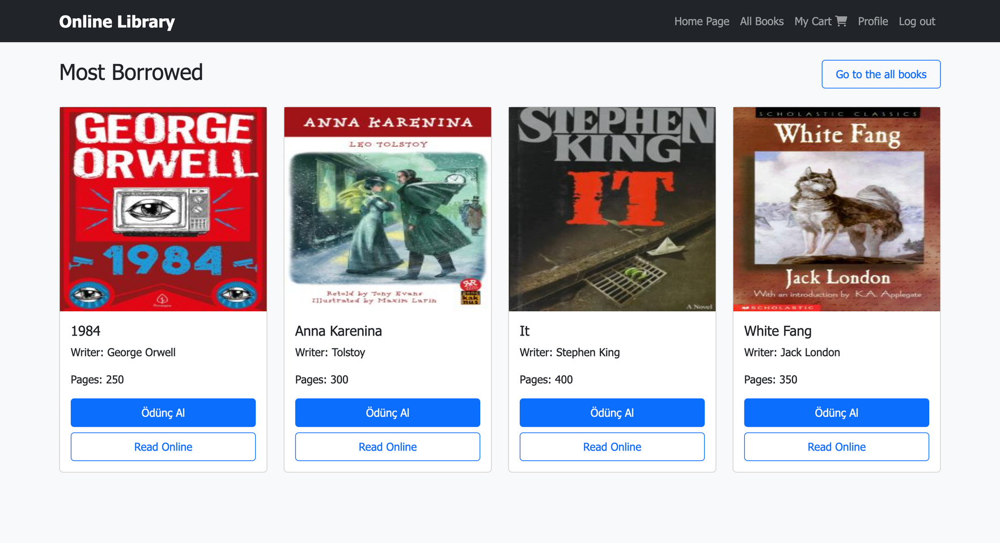 Online Library
Home Page All Books My Cart Profile Log out
Most Borrowed
Go to the all books
GEORGE
ORWELL
1984
ANNA KARENINA
LEO TOLSTOY
Retold by Tony Evans
Illustrated by Maxim Larin
STEPHEN
KING
IT
A Novel
SCHOLASTIC CLASSICS
White Fang
Jack London
With an introduction by K.A. Applegate
SCHOLASTIC
1984
Writer: George Orwell
Pages: 250
Ödünç Al
Read Online
Anna Karenina
Writer: Tolstoy
Pages: 300
Ödünç Al
Read Online
It
Writer: Stephen King
Pages: 400
Ödünç Al
Read Online
White Fang
Writer: Jack London
Pages: 350
Ödünç Al
Read Online